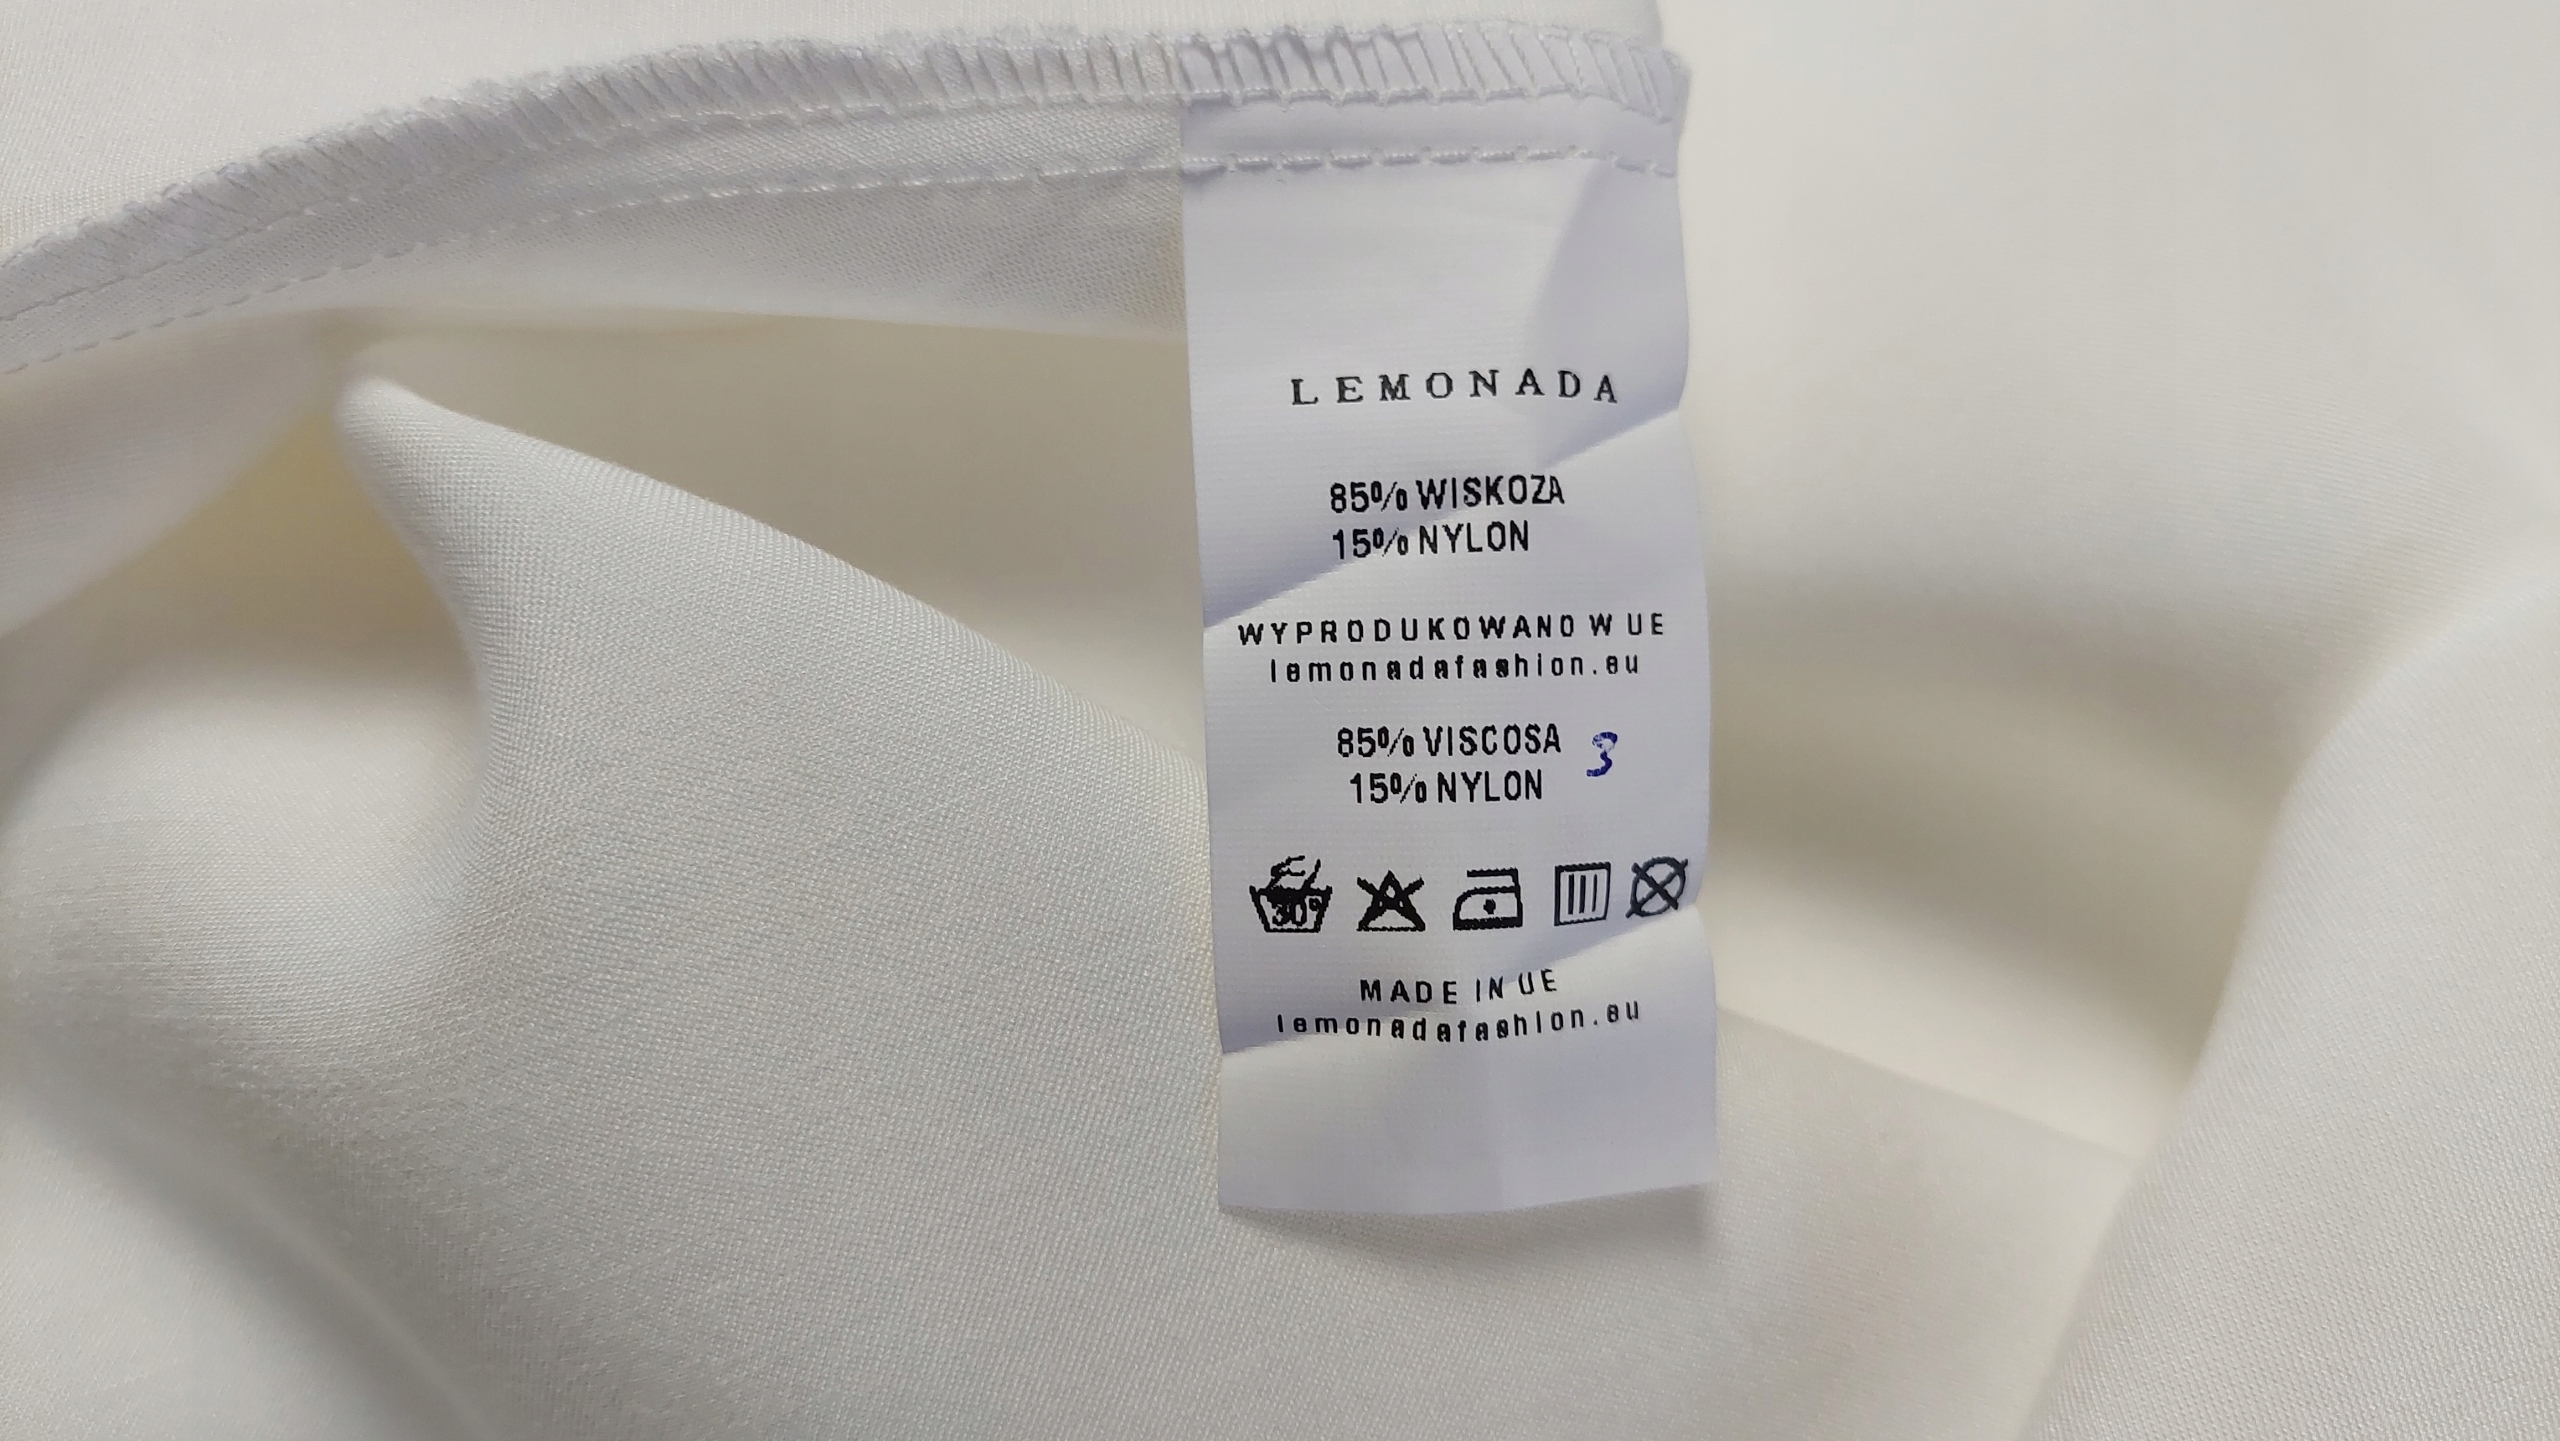 LEMONADA
85% WISKOZA
15% NYLON
WYPRODUKOWANO W UE
lemonadafashion.eu
85% VISCOSA 3
15% NYLON
30°
MADE IN UE
lemonadafashion.eu